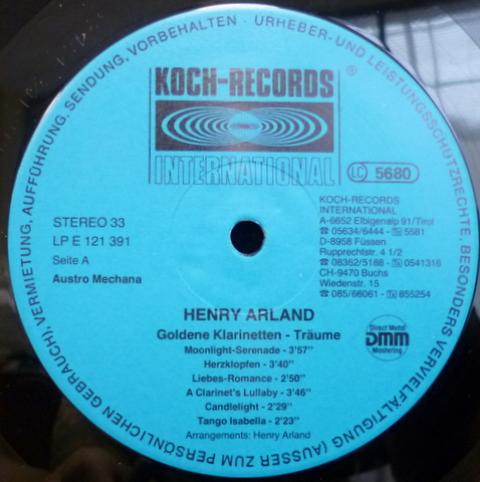 URHEBER- UND LEISTUNGSSCHUTZRECHTE, BESONDERS VERVIELFÄLTIGUNG (AUSSER ZUM PERSÖNLICHEN GEBRAUCH), VERMIETUNG, AUFFÜHRUNG, SENDUNG, VORBEHALTEN ·
KOCH-RECORDS
®
INTERNATIONAL
LC 5680
STEREO 33
LP E 121 391
Seite A
Austro Mechana
KOCH-RECORDS
INTERNATIONAL
A-6652 Elbigenalp 91/Tirol
☎ 05634/6444 - 5581
D-8958 Füssen
Rupprechtstr. 4 1/2
☎ 08362/5188 - 0541316
CH-9470 Buchs
Wiedenstr. 15
☎ 085/66061 - 855254
HENRY ARLAND
Goldene Klarinetten - Träume
Moonlight-Serenade - 3'57''
Herzklopfen - 3'40''
Liebes-Romance - 2'50''
A Clarinet's Lullaby - 3'46''
Candlelight - 2'29''
Tango Isabella - 2'23''
Arrangements: Henry Arland
Direct Metal
DMM
Mastering